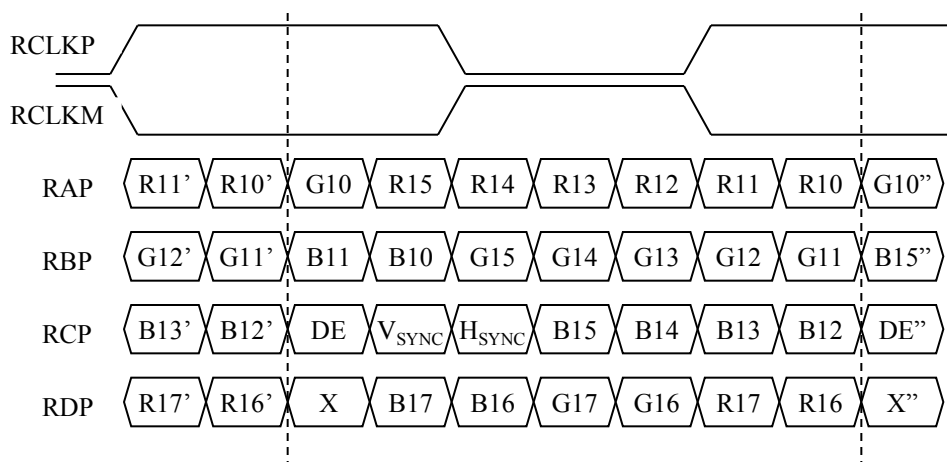 RCLKP
RCLKM
RAP R11’ R10’ G10 R15 R14 R13 R12 R11 R10 G10”
RBP G12’ G11’ B11 B10 G15 G14 G13 G12 G11 B15”
RCP B13’ B12’ DE VSYNC HSYNC B15 B14 B13 B12 DE”
RDP R17’ R16’ X B17 B16 G17 G16 R17 R16 X”